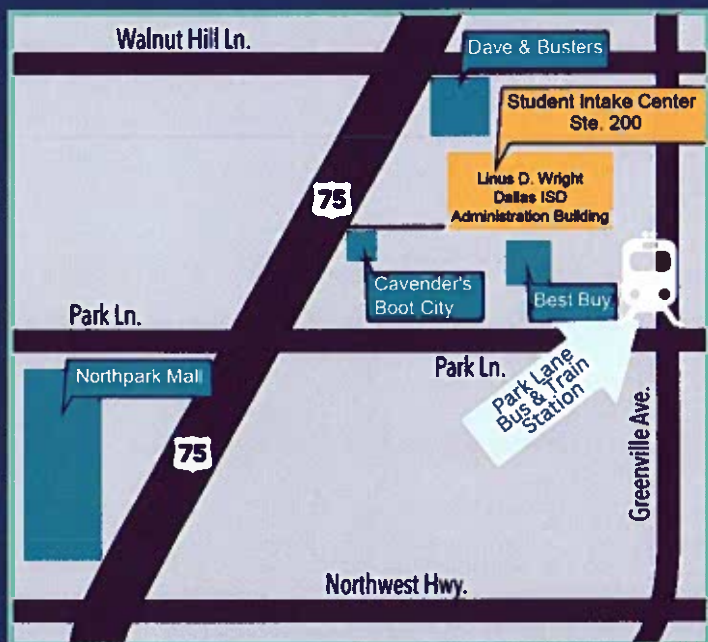 Walnut Hill Ln.
Dave & Busters
Student Intake Center
Ste. 200
Linus D. Wright
Dallas ISD
Administration Building
75
Cavender's
Boot City
Best Buy
Park Ln.
Park Ln.
Northpark Mall
Park Lane
Bus & Train
Station
Greenville Ave.
75
Northwest Hwy.